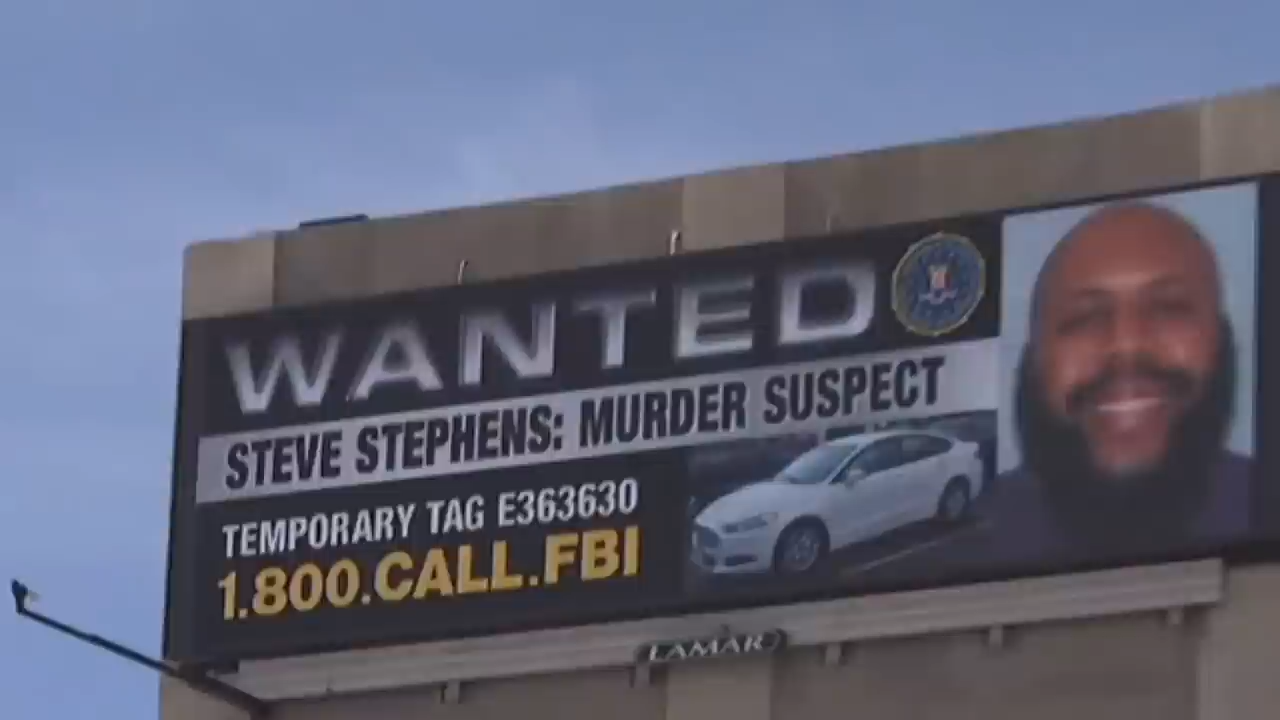 WANTED
STEVE STEPHENS: MURDER SUSPECT
TEMPORARY TAG E363630
1.800.CALL.FBI
LAMAR